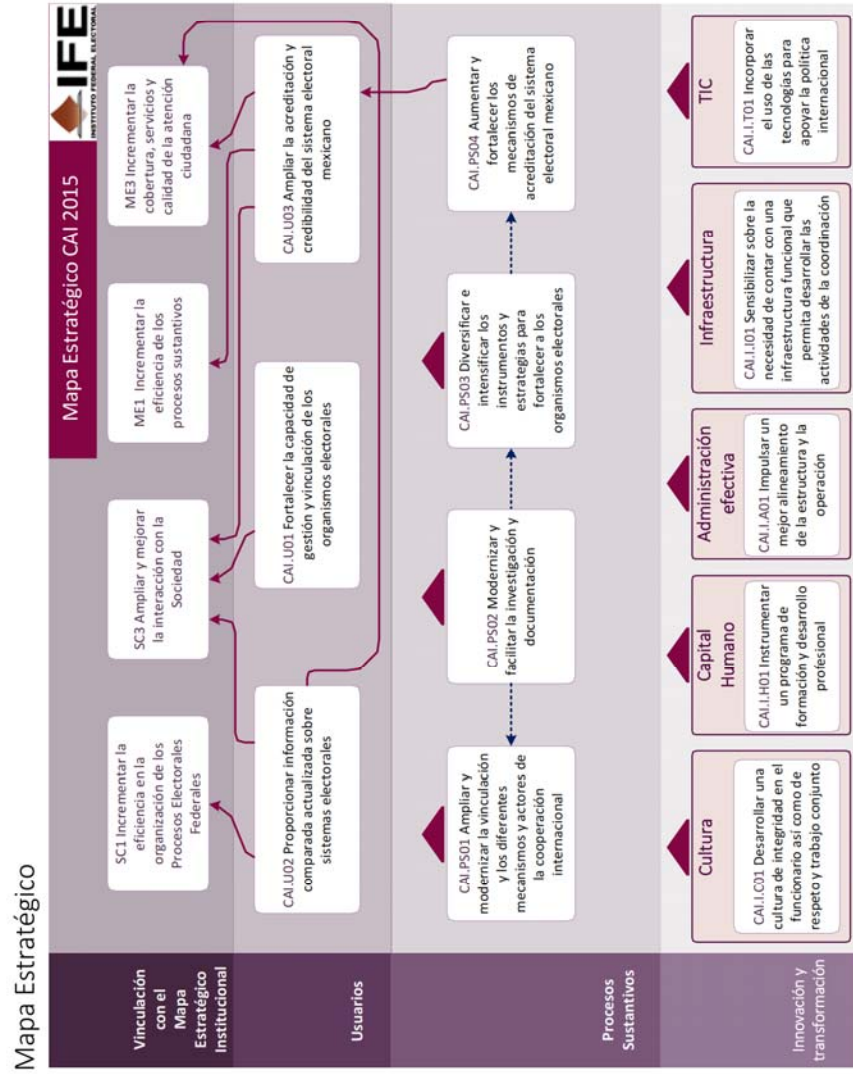 Mapa Estratégico
Mapa Estratégico CAI 2015
IFE
INSTITUTO FEDERAL ELECTORAL
Vinculación
con el
Mapa
Estratégico
Institucional
SC1 Incrementar la
eficiencia en la
organización de los
Procesos Electorales
Federales
SC3 Ampliar y mejorar
la interacción con la
Sociedad
ME1 Incrementar la
eficiencia de los
procesos sustantivos
ME3 Incrementar la
cobertura, servicios y
calidad de la atención
ciudadana
Usuarios
CAI.U02 Proporcionar información
comparada actualizada sobre
sistemas electorales
CAI.U01 Fortalecer la capacidad de
gestión y vinculación de los
organismos electorales
CAI.U03 Ampliar la acreditación y
credibilidad del sistema electoral
mexicano
Procesos
Sustantivos
CAI.PS01 Ampliar y
modernizar la vinculación
y los diferentes
mecanismos y actores de
la cooperación
internacional
CAI.PS02 Modernizar y
facilitar la investigación y
documentación
CAI.PS03 Diversificar e
intensificar los
instrumentos y
estrategias para
fortalecer a los
organismos electorales
CAI.PS04 Aumentar y
fortalecer los
mecanismos de
acreditación del sistema
electoral mexicano
Innovación y
transformación
Cultura
CAI.I.C01 Desarrollar una
cultura de integridad en el
funcionario así como de
respeto y trabajo conjunto
Capital
Humano
CAI.I.H01 Instrumentar
un programa de
formación y desarrollo
profesional
Administración
efectiva
CAI.I.A01 Impulsar un
mejor alineamiento
de la estructura y la
operación
Infraestructura
CAI.I.I01 Sensibilizar sobre la
necesidad de contar con una
infraestructura funcional que
permita desarrollar las
actividades de la coordinación
TIC
CAI.I.T01 Incorporar
el uso de las
tecnologías para
apoyar la política
internacional